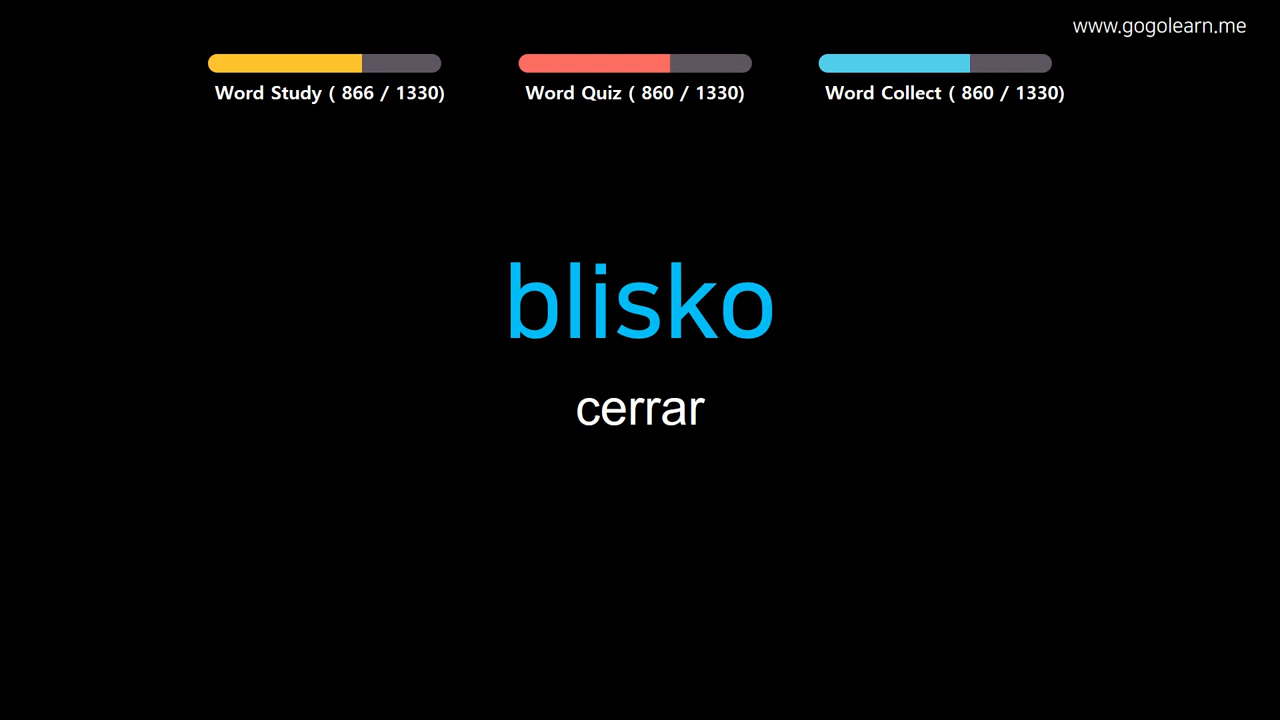 www.gogolearn.me
Word Study ( 866 / 1330)
Word Quiz ( 860 / 1330)
Word Collect ( 860 / 1330)
blisko
cerrar